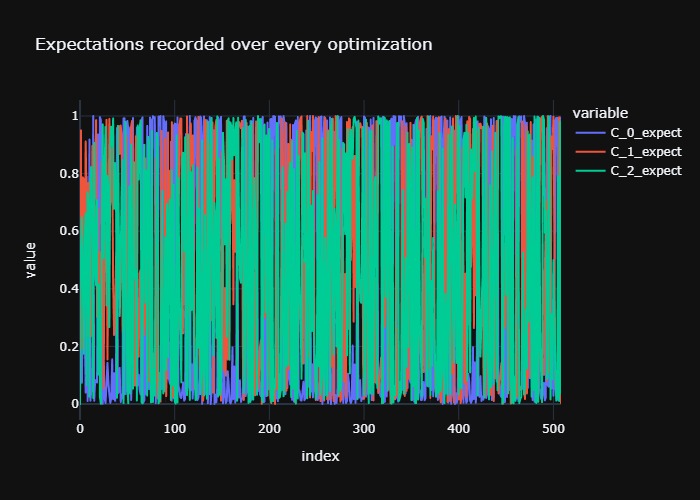 Expectations recorded over every optimization
variable
C_0_expect
C_1_expect
C_2_expect
value
1
0.8
0.6
0.4
0.2
0
0 100 200 300 400 500
index